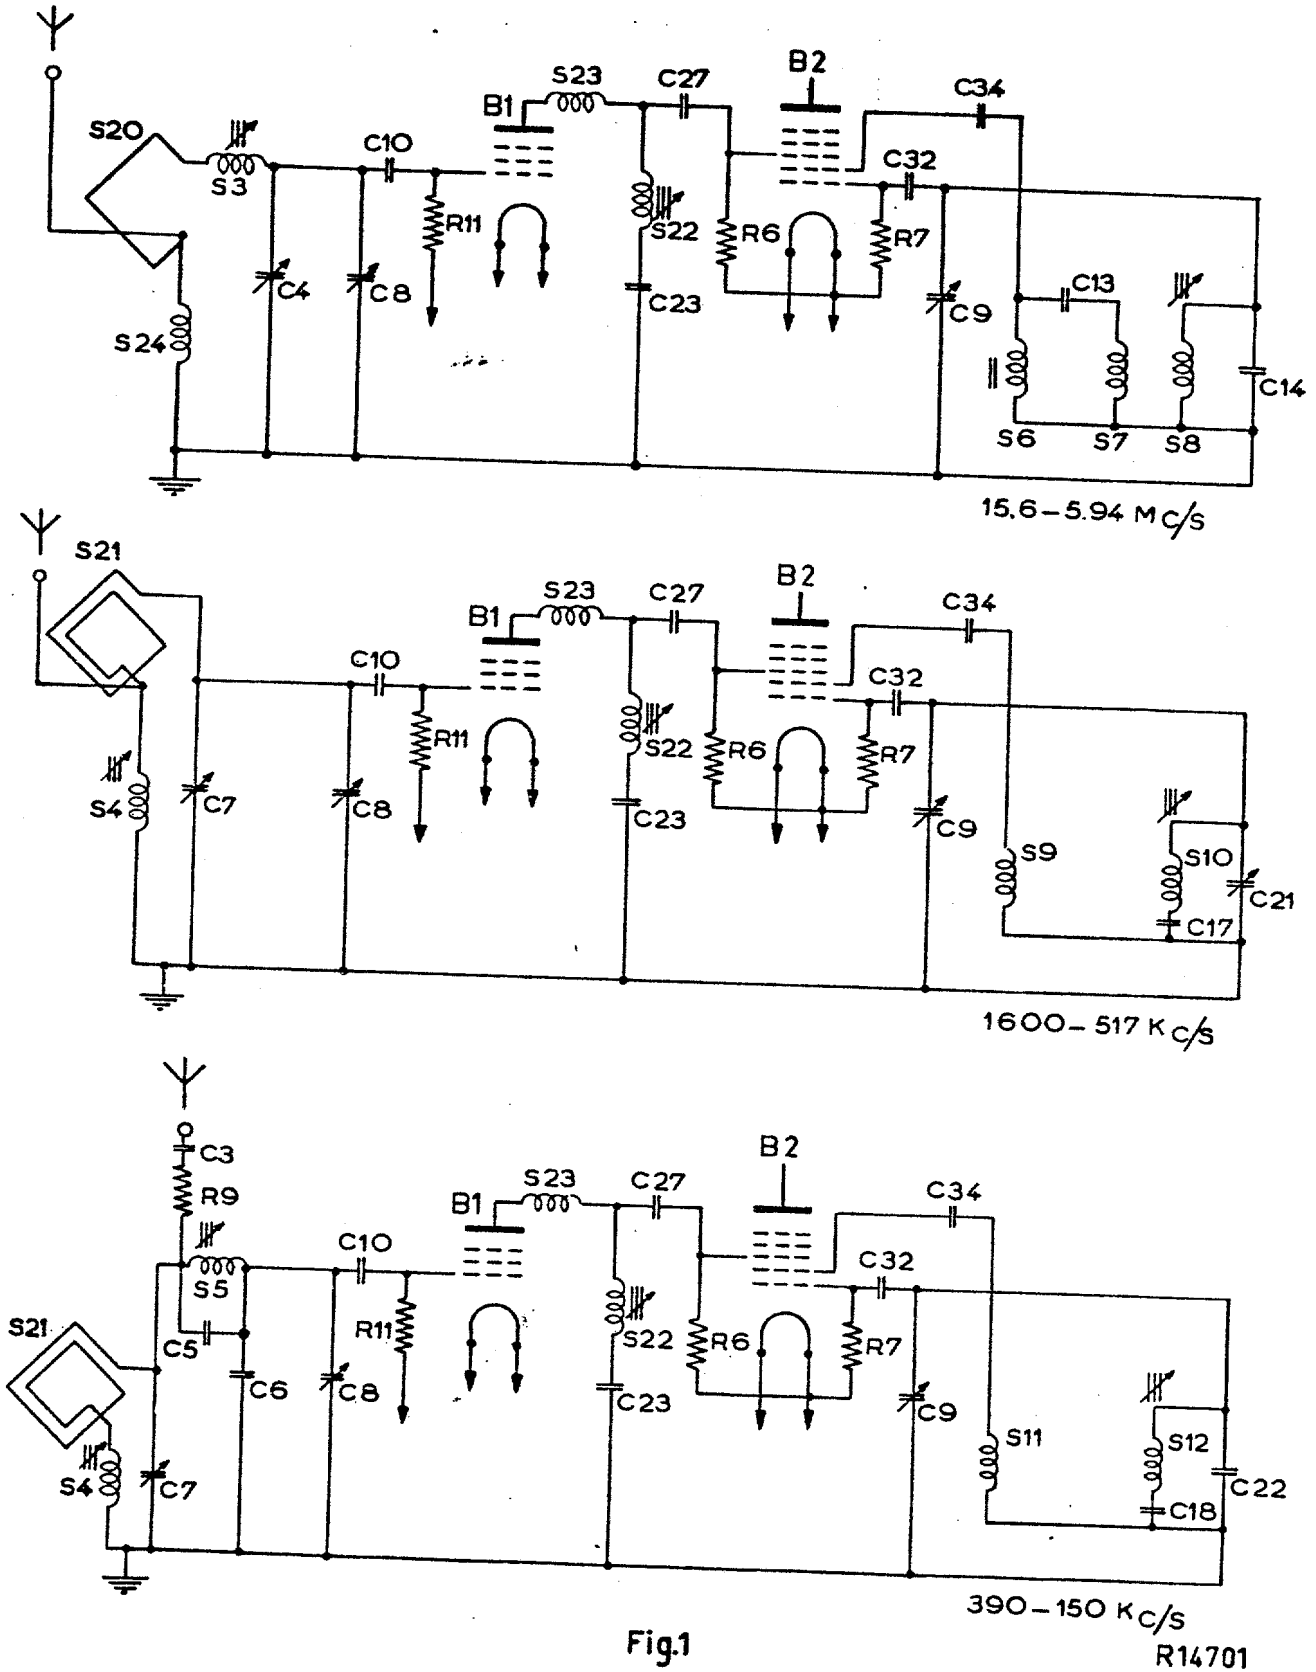 S20
S3
C4
C8
C10
R11
B1
S23
C27
S22
C23
B2
R6
R7
C34
C32
C9
C13
C14
S24
S6
S7
S8
15.6–5.94 MC/S
S21
S4
C7
C8
C10
R11
B1
S23
C27
S22
C23
B2
R6
R7
C34
C32
C9
S9
S10
C17
C21
1600–517 KC/S
C3
R9
S5
C5
C6
S21
S4
C7
C8
C10
R11
B1
S23
C27
S22
C23
B2
R6
R7
C34
C32
C9
S11
S12
C18
C22
390–150 KC/S
Fig.1
R14701